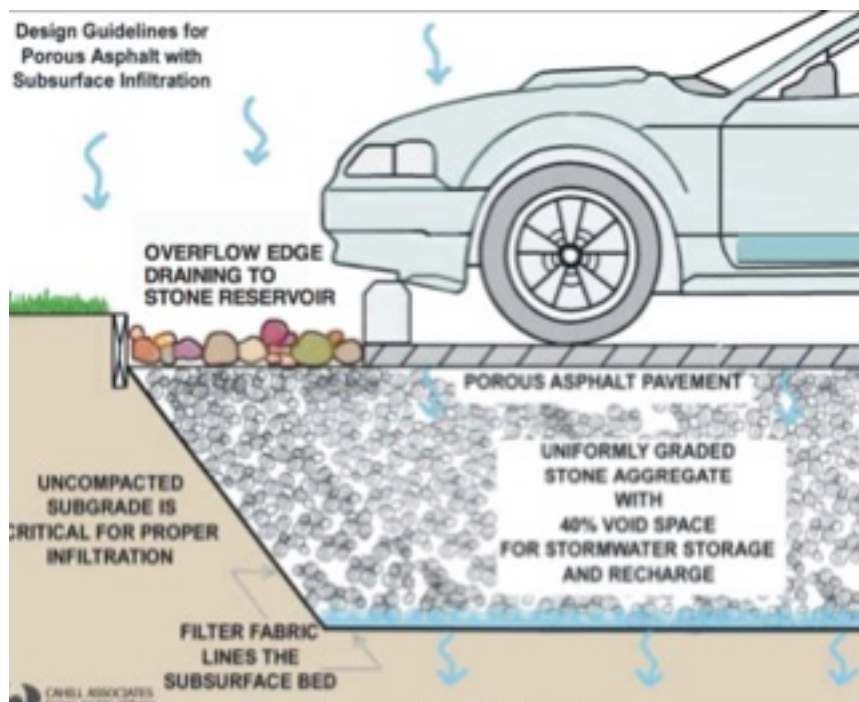 Design Guidelines for
Porous Asphalt with
Subsurface Infiltration
OVERFLOW EDGE
DRAINING TO
STONE RESERVOIR
POROUS ASPHALT PAVEMENT
UNIFORMLY GRADED
STONE AGGREGATE
WITH
40% VOID SPACE
FOR STORMWATER STORAGE
AND RECHARGE
UNCOMPACTED
SUBGRADE IS
CRITICAL FOR PROPER
INFILTRATION
FILTER FABRIC
LINES THE
SUBSURFACE BED
CAHILL ASSOCIATES